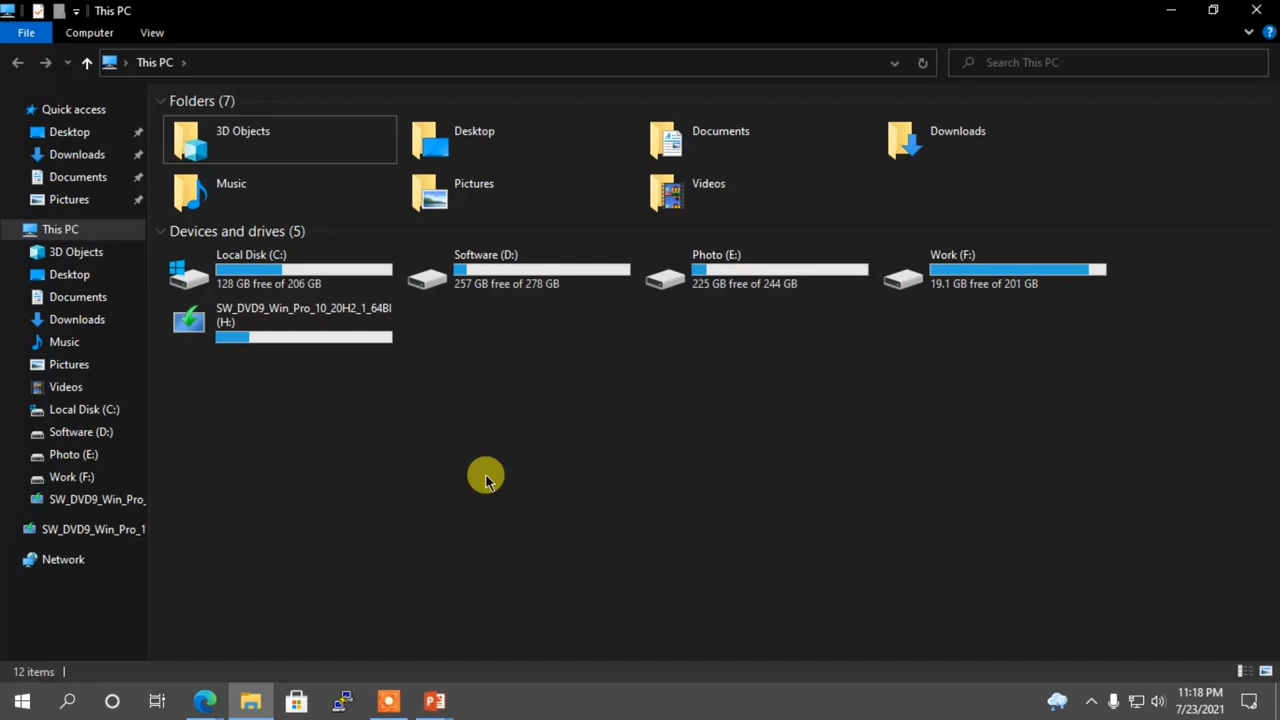 This PC
File
Computer
View
This PC
Search This PC
Quick access
Desktop
Downloads
Documents
Pictures
This PC
3D Objects
Desktop
Documents
Downloads
Music
Pictures
Videos
Local Disk (C:)
Software (D:)
Photo (E:)
Work (F:)
SW_DVD9_Win_Pro_
SW_DVD9_Win_Pro_1
Network
Folders (7)
3D Objects
Desktop
Documents
Downloads
Music
Pictures
Videos
Devices and drives (5)
Local Disk (C:)
128 GB free of 206 GB
Software (D:)
257 GB free of 278 GB
Photo (E:)
225 GB free of 244 GB
Work (F:)
19.1 GB free of 201 GB
SW_DVD9_Win_Pro_10_20H2_1_64BI
(H:)
12 items
11:18 PM
7/23/2021